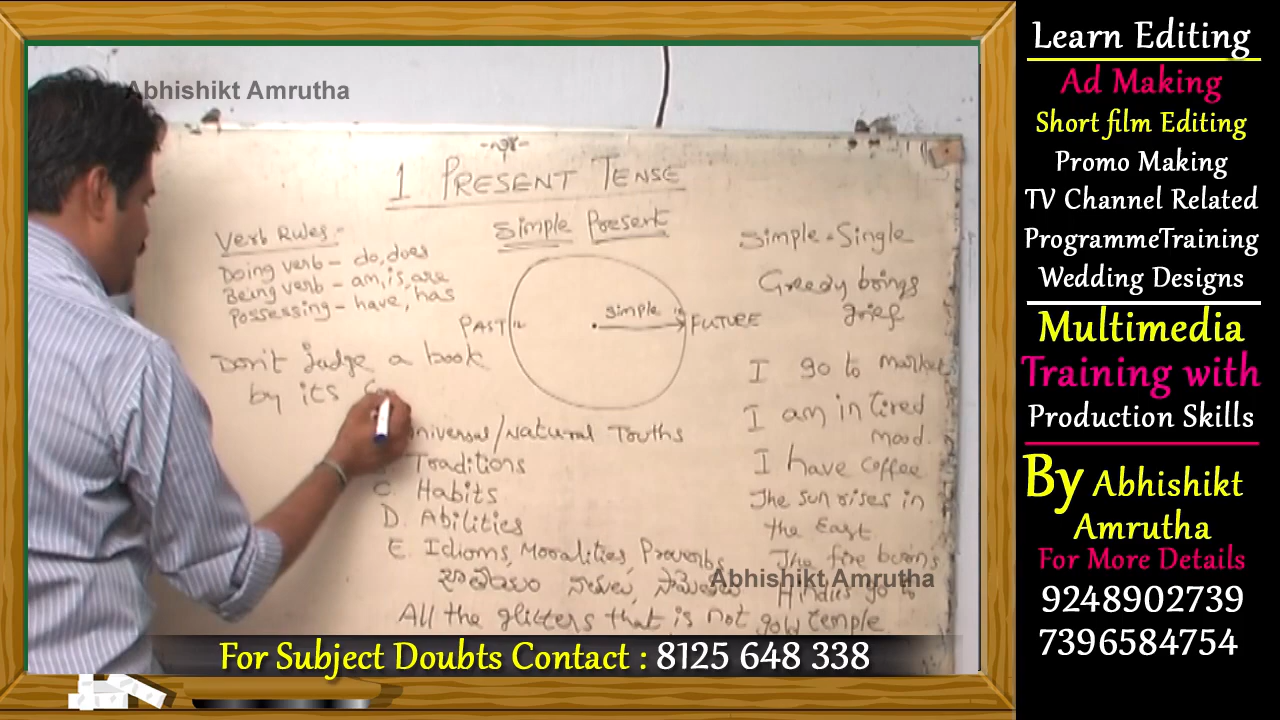 Abhishikt Amrutha
1 PRESENT TENSE
Simple Present
Verb Rules -
Doing verb - do, does
Being verb - am, is, are
Possessing - have, has
Don't judge a book
by its
PAST
simple
FUTURE
Universal/Natural Truths
Traditions
C. Habits
D. Abilities
E. Idioms, Moralities, Proverbs
సామెతలు
All the glitters that is not gold
Simple = Single
Greedy brings
grief
I go to market
I am in tired
mood.
I have coffee
The sun rises in
the East
The fire burns
Hindies go to
temple
Abhishikt Amrutha
For Subject Doubts Contact : 8125 648 338
Learn Editing
Ad Making
Short film Editing
Promo Making
TV Channel Related
ProgrammeTraining
Wedding Designs
Multimedia
Training with
Production Skills
By Abhishikt
Amrutha
For More Details
9248902739
7396584754